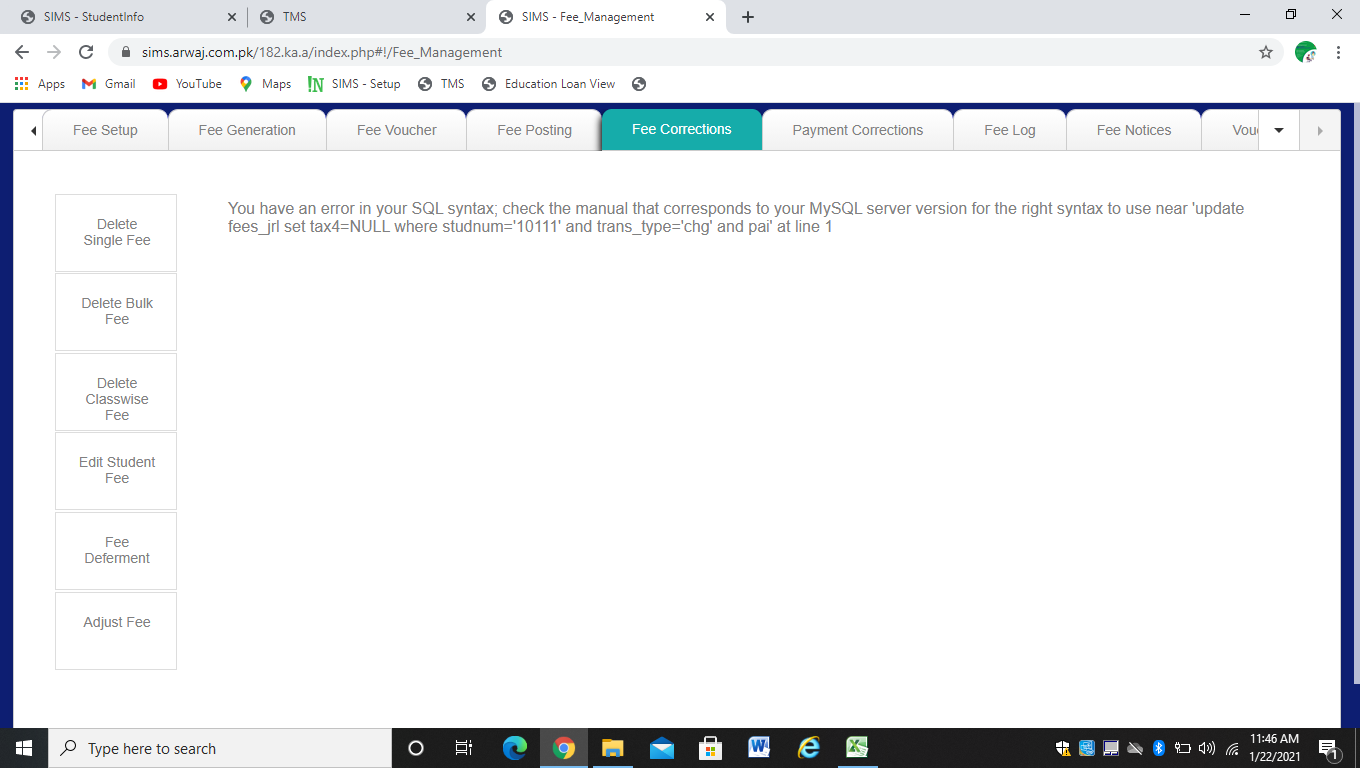 SIMS - StudentInfo
TMS
SIMS - Fee_Management
sims.arwaj.com.pk/182.ka.a/index.php#!/Fee_Management
Apps
Gmail
YouTube
Maps
SIMS - Setup
TMS
Education Loan View
Fee Setup
Fee Generation
Fee Voucher
Fee Posting
Fee Corrections
Payment Corrections
Fee Log
Fee Notices
Vou
Delete
Single Fee
Delete Bulk
Fee
Delete
Classwise
Fee
Edit Student
Fee
Fee
Deferment
Adjust Fee
You have an error in your SQL syntax; check the manual that corresponds to your MySQL server version for the right syntax to use near 'update
fees_jrl set tax4=NULL where studnum='10111' and trans_type='chg' and pai' at line 1
Type here to search
11:46 AM
1/22/2021
1